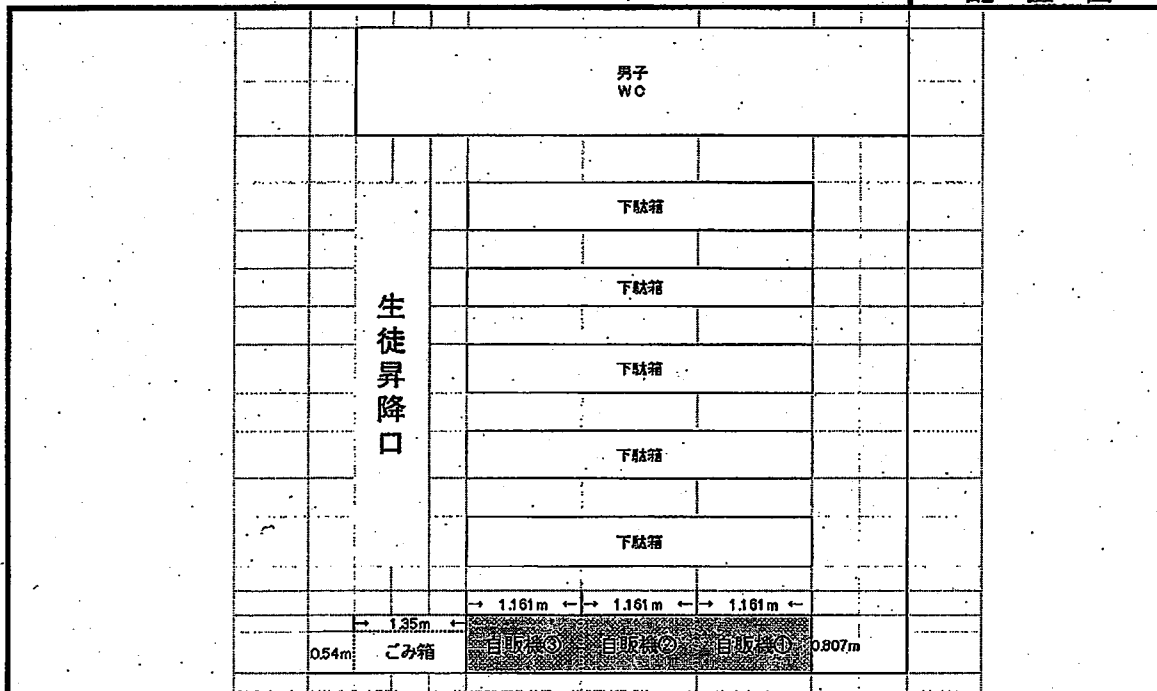 男子
WC
下駄箱
下駄箱
生徒昇降口
下駄箱
下駄箱
下駄箱
→ 1.161m ←→ 1.161m ←→ 1.161m ←
→ 1.35m ←
0.54m ごみ箱 自販機③ 自販機② 自販機① 0.807m